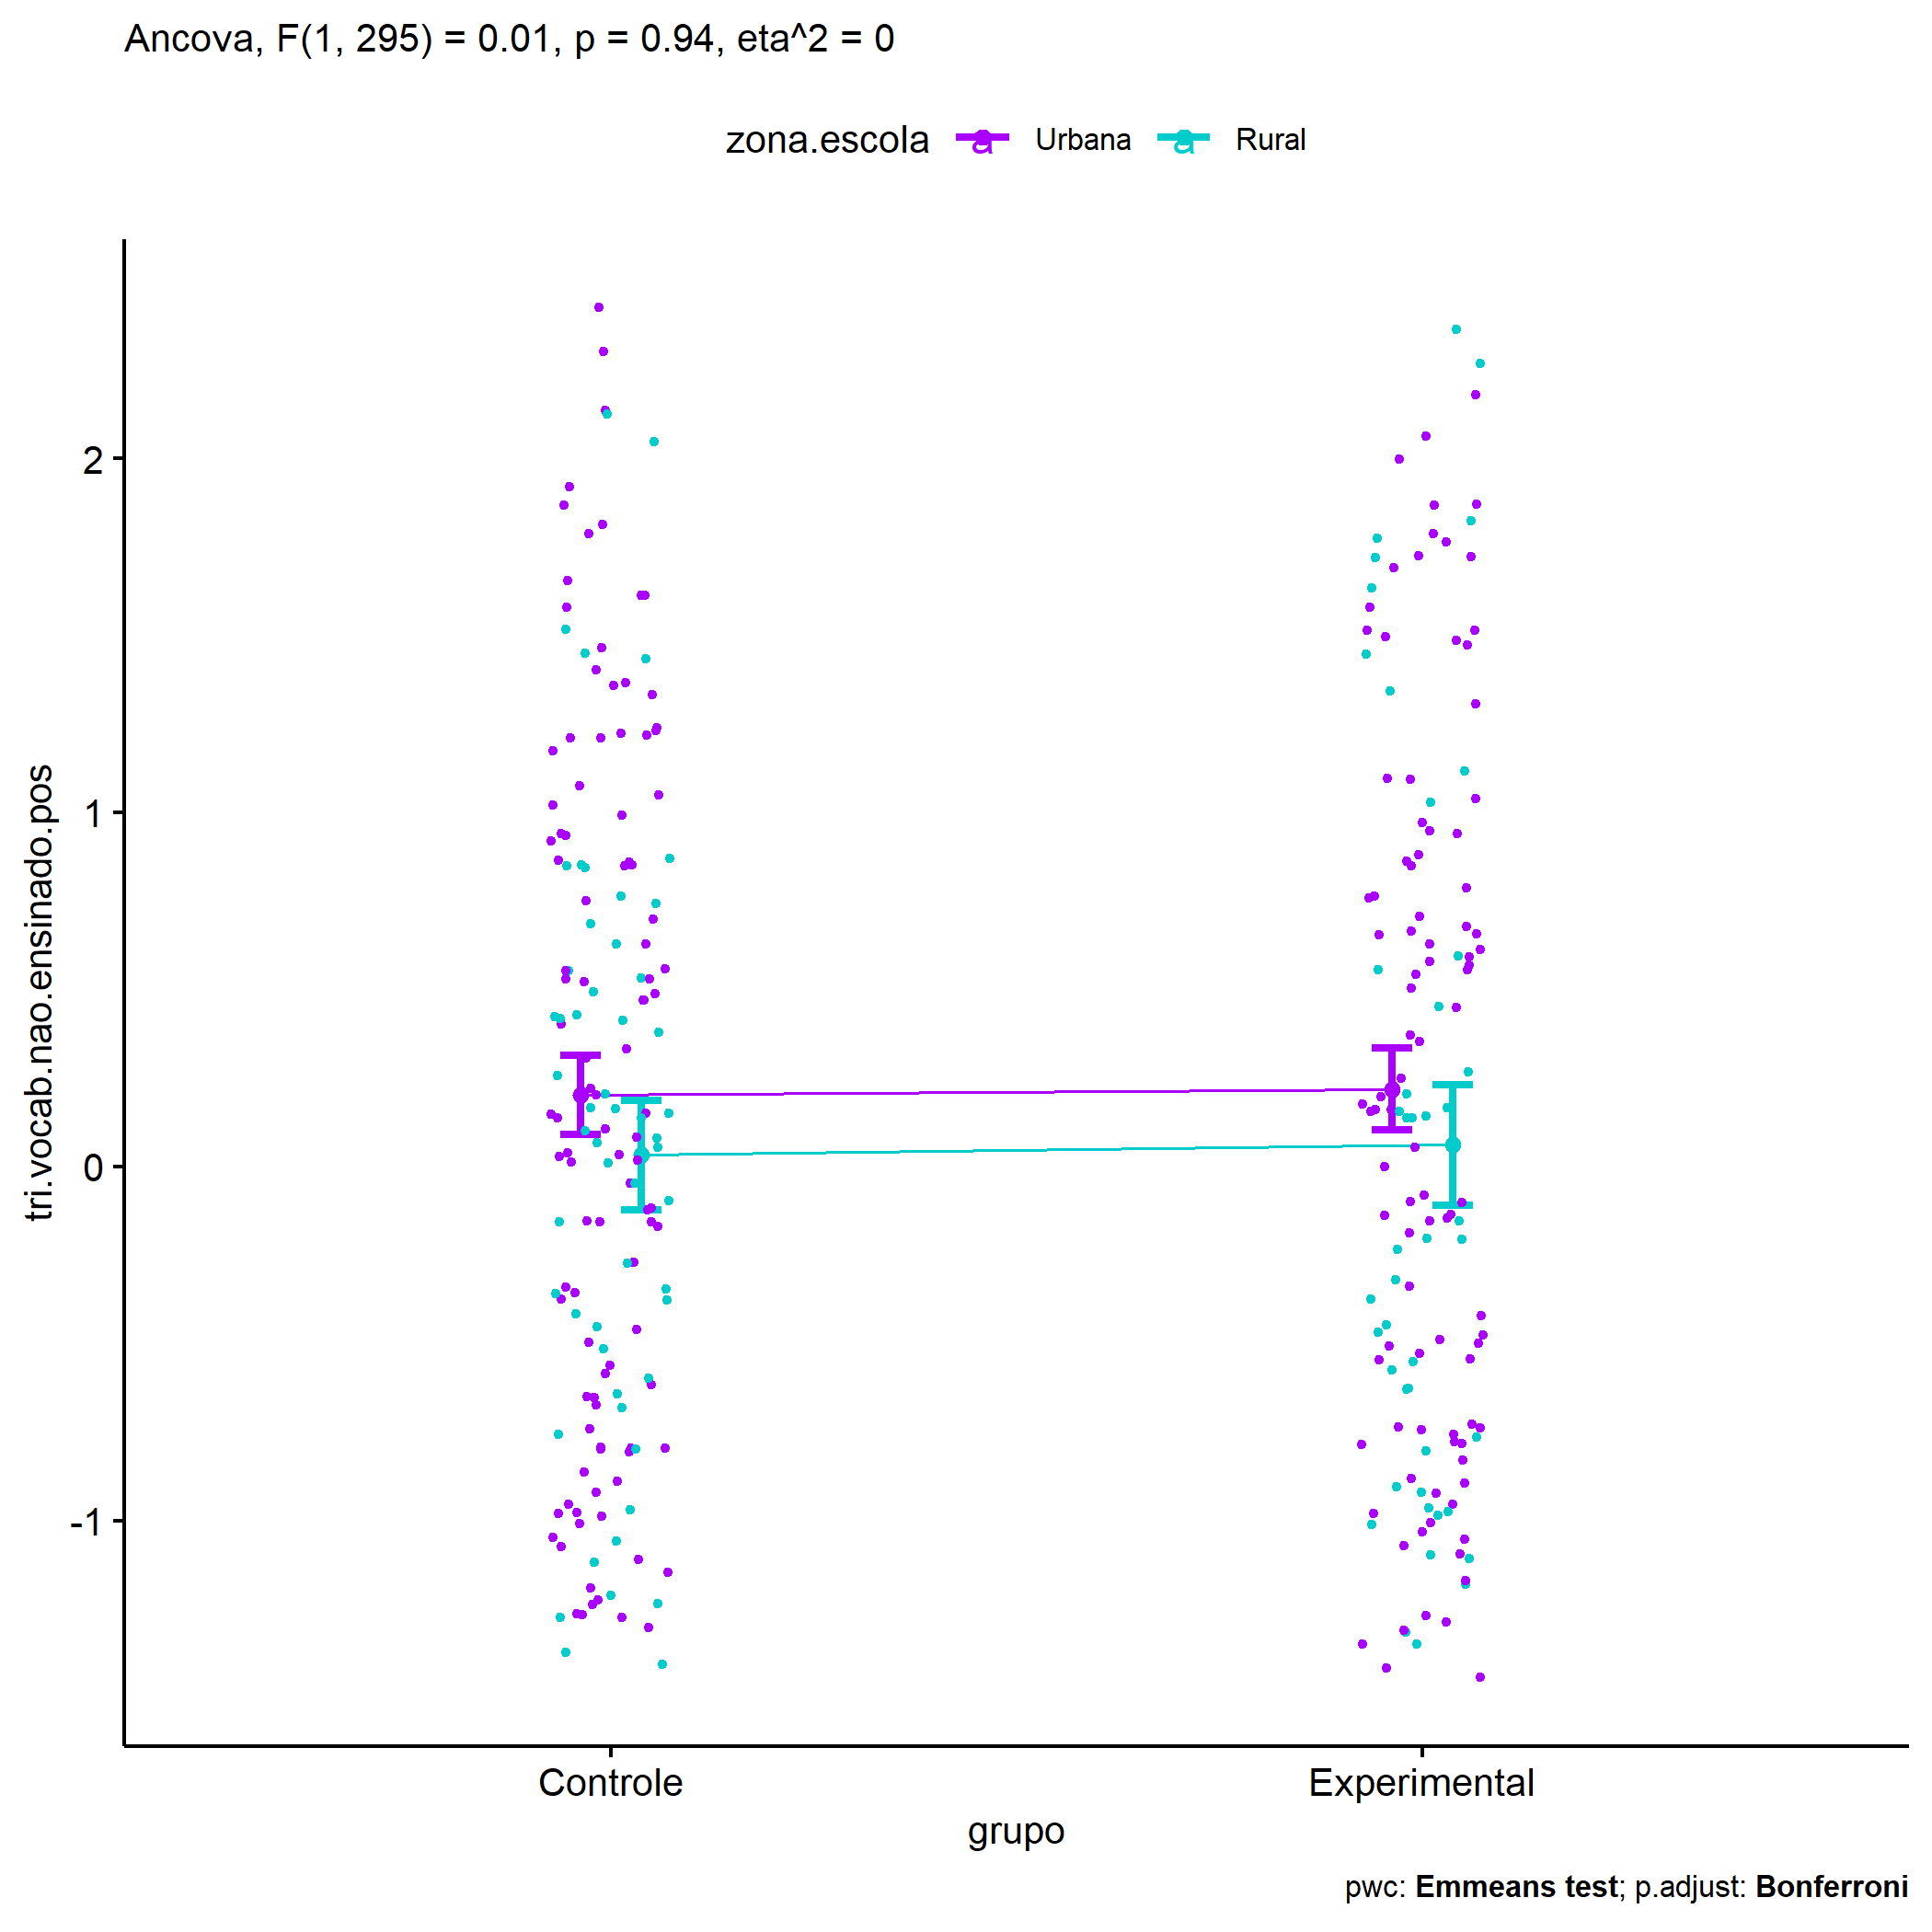 Ancova, F(1, 295) = 0.01, p = 0.94, eta^2 = 0
zona.escola a Urbana a Rural
tri.vocab.nao.ensinado.pos
2
1
0
-1
Controle Experimental
grupo
pwc: Emmeans test; p.adjust: Bonferroni